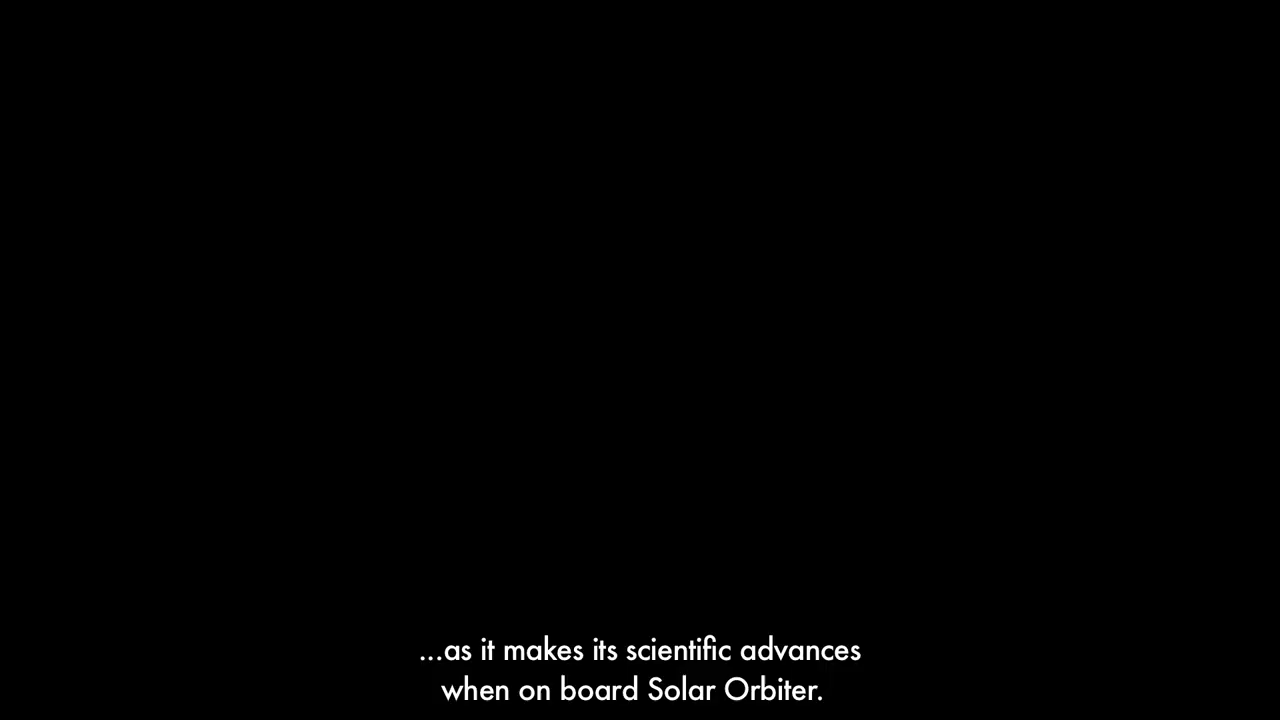 ...as it makes its scientific advances
when on board Solar Orbiter.